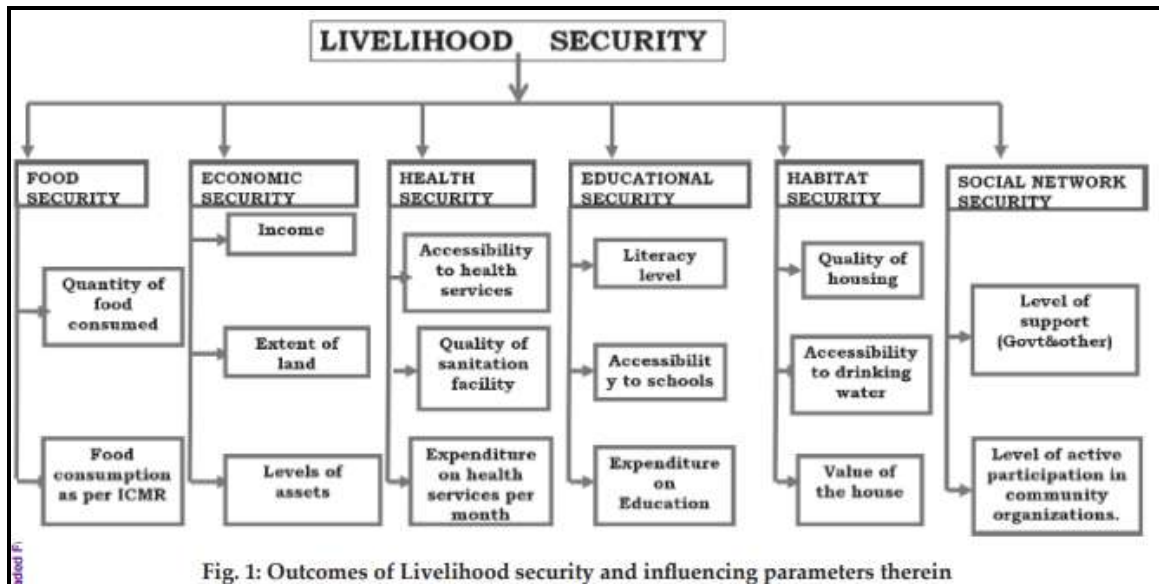 LIVELIHOOD SECURITY
FOOD
SECURITY
Quantity of
food
consumed
Food
consumption
as per ICMR
ECONOMIC
SECURITY
Income
Extent of
land
Levels of
assets
HEALTH
SECURITY
Accessibility
to health
services
Quality of
sanitation
facility
Expenditure
on health
services per
month
EDUCATIONAL
SECURITY
Literacy
level
Accessibilit
y to schools
Expenditure
on
Education
HABITAT
SECURITY
Quality of
housing
Accessibility
to drinking
water
Value of
the house
SOCIAL NETWORK
SECURITY
Level of
support
(Govt&other)
Level of active
participation in
community
organizations.
Fig. 1: Outcomes of Livelihood security and influencing parameters therein